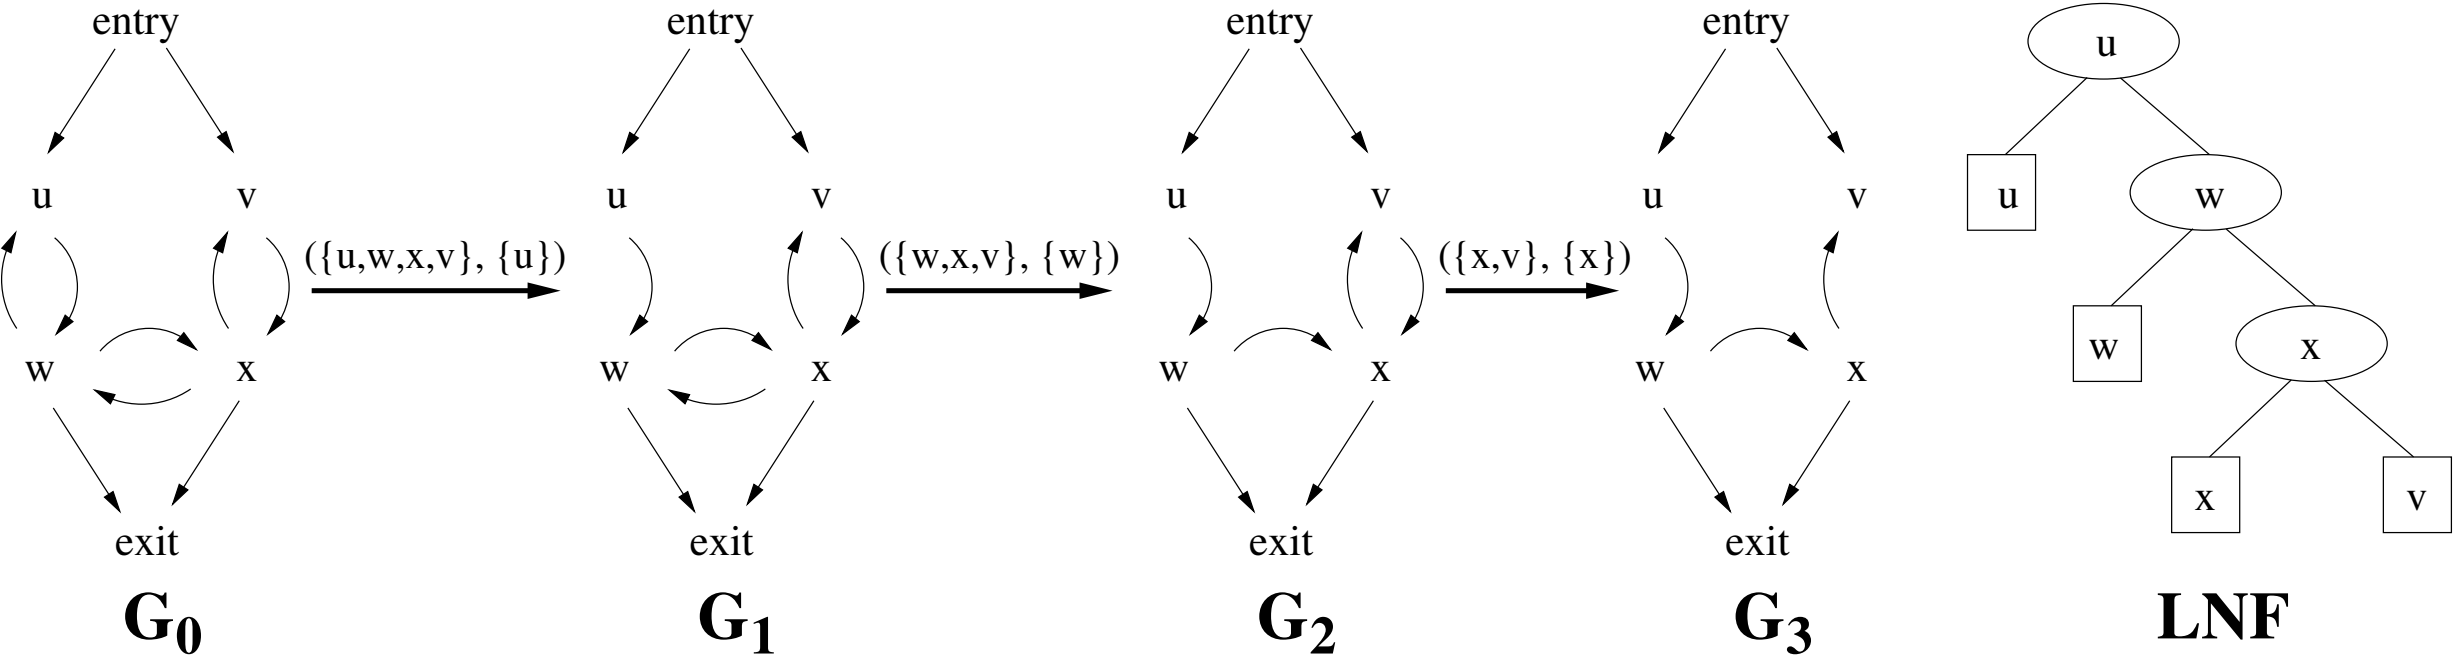 entry entry entry entry u
u v u v u v u v u w
({u,w,x,v}, {u}) ({w,x,v}, {w}) ({x,v}, {x})
w x w x w x w x w x
exit exit exit exit x v
G0 G1 G2 G3 LNF